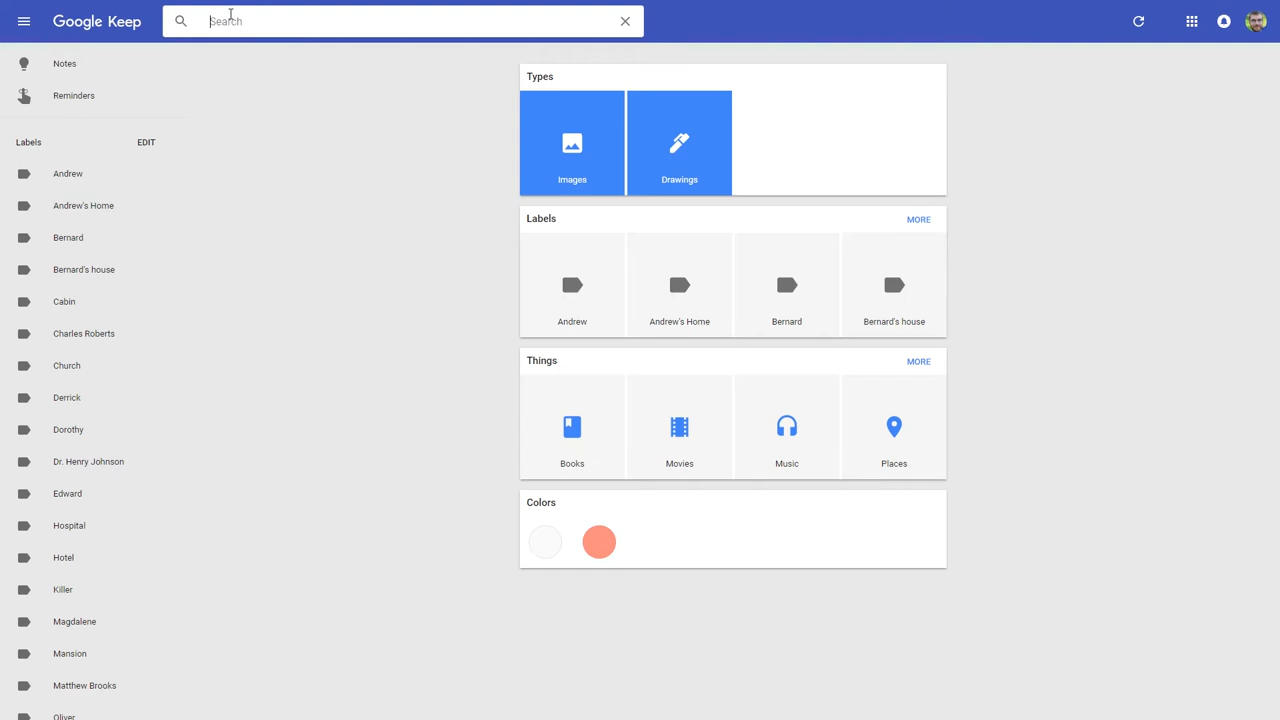 Google Keep
Search
Notes
Reminders
Labels EDIT
Andrew
Andrew's Home
Bernard
Bernard's house
Cabin
Charles Roberts
Church
Derrick
Dorothy
Dr. Henry Johnson
Edward
Hospital
Hotel
Killer
Magdalene
Mansion
Matthew Brooks
Oliver
Types
Images Drawings
Labels MORE
Andrew Andrew's Home Bernard Bernard's house
Things MORE
Books Movies Music Places
Colors